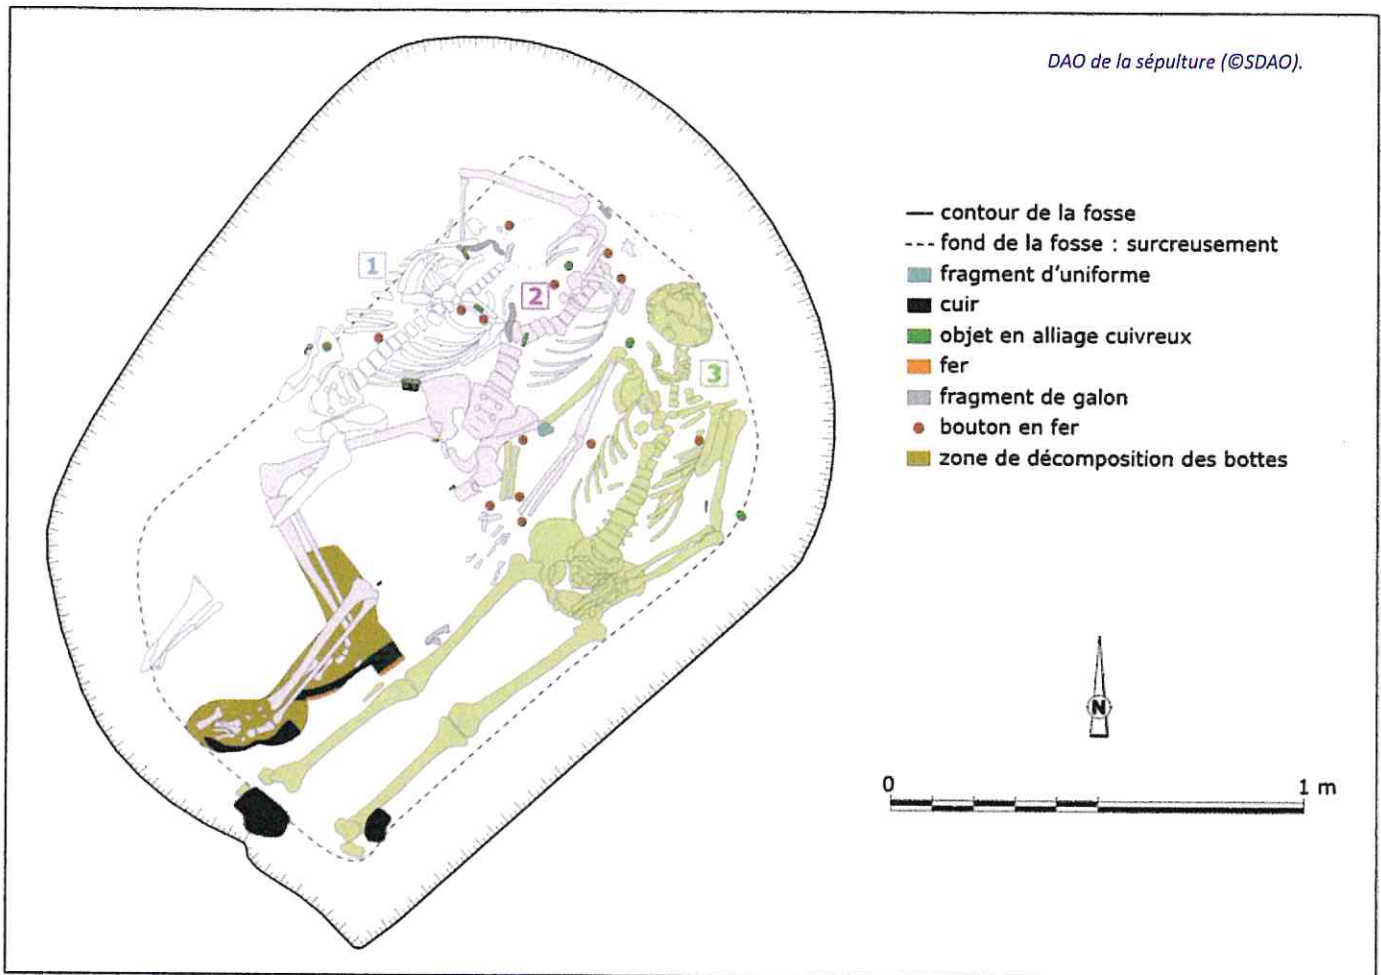 DAO de la sépulture (©SDAO).
contour de la fosse
fond de la fosse : surcreusement
fragment d'uniforme
cuir
objet en alliage cuivreux
fer
fragment de galon
bouton en fer
zone de décomposition des bottes
1
2
3
N
0 1 m